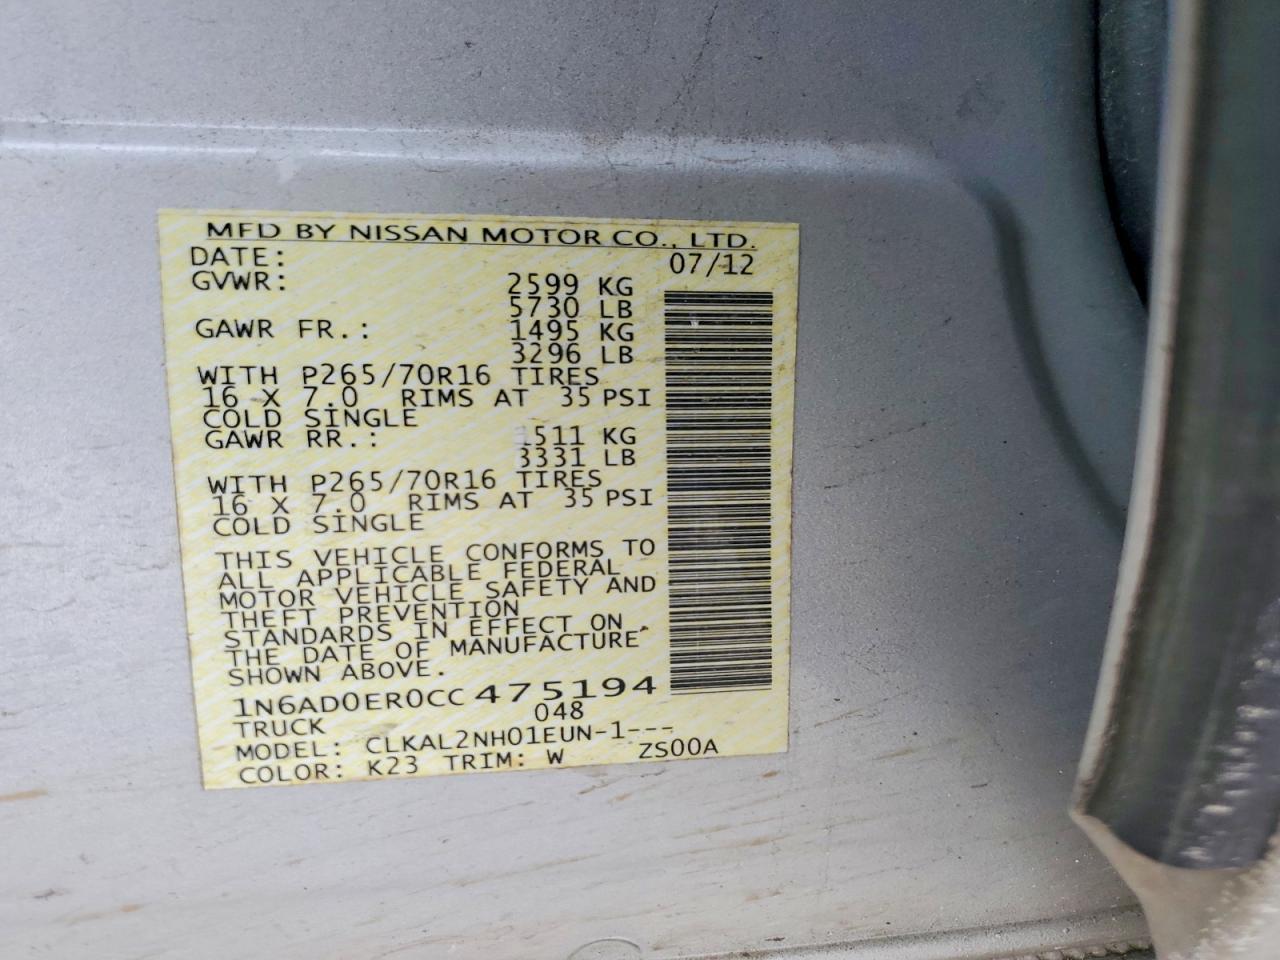 MFD BY NISSAN MOTOR CO., LTD.
DATE: 07/12
GVWR: 2599 KG
5730 LB
GAWR FR.: 1495 KG
3296 LB
WITH P265/70R16 TIRES
16 X 7.0 RIMS AT 35 PSI
COLD SINGLE
GAWR RR.: 1511 KG
3331 LB
WITH P265/70R16 TIRES
16 X 7.0 RIMS AT 35 PSI
COLD SINGLE
THIS VEHICLE CONFORMS TO
ALL APPLICABLE FEDERAL
MOTOR VEHICLE SAFETY AND
THEFT PREVENTION
STANDARDS IN EFFECT ON
THE DATE OF MANUFACTURE
SHOWN ABOVE.
1N6AD0ER0CC 475194
TRUCK 048
MODEL: CLKAL2NH01EUN-1---
COLOR: K23 TRIM: W ZS00A